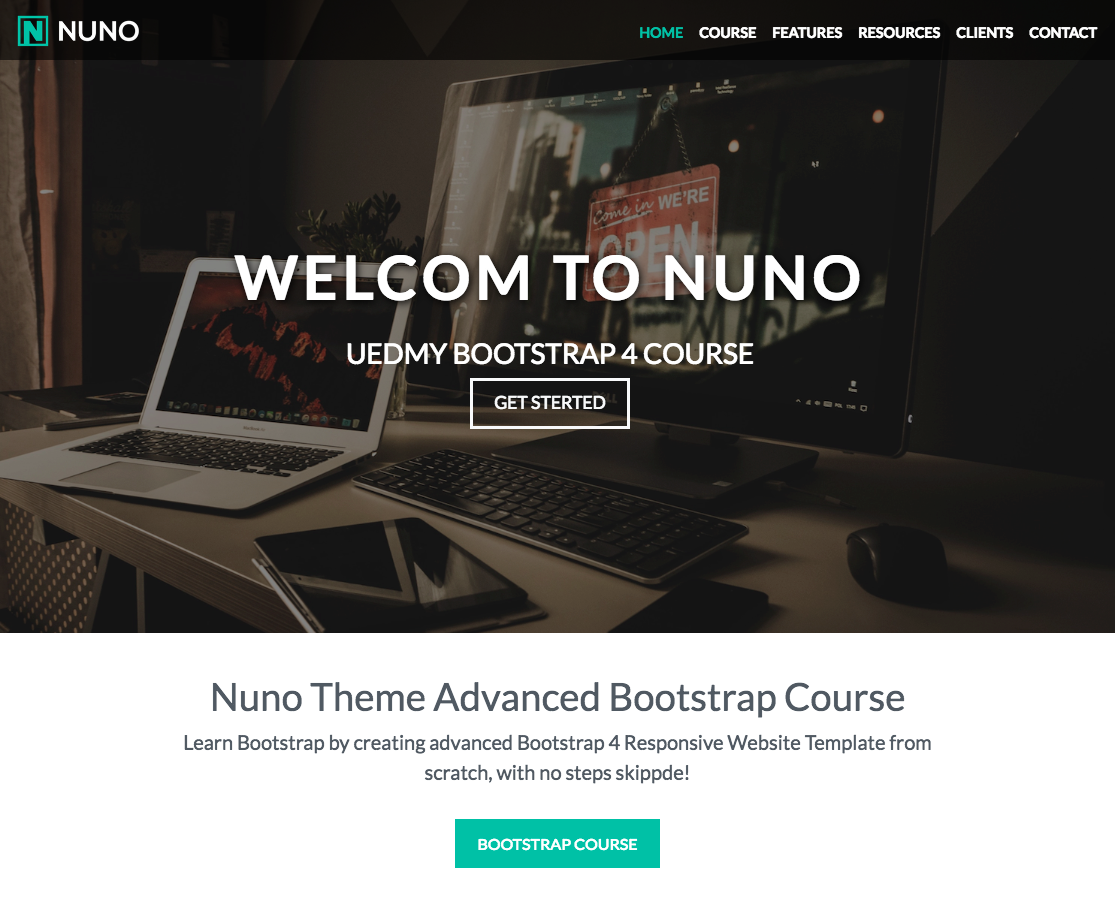 N NUNO
HOME COURSE FEATURES RESOURCES CLIENTS CONTACT
Come in WE'RE
OPEN
WELCOM TO NUNO
UEDMY BOOTSTRAP 4 COURSE
GET STERTED
Nuno Theme Advanced Bootstrap Course
Learn Bootstrap by creating advanced Bootstrap 4 Responsive Website Template from
scratch, with no steps skippde!
BOOTSTRAP COURSE